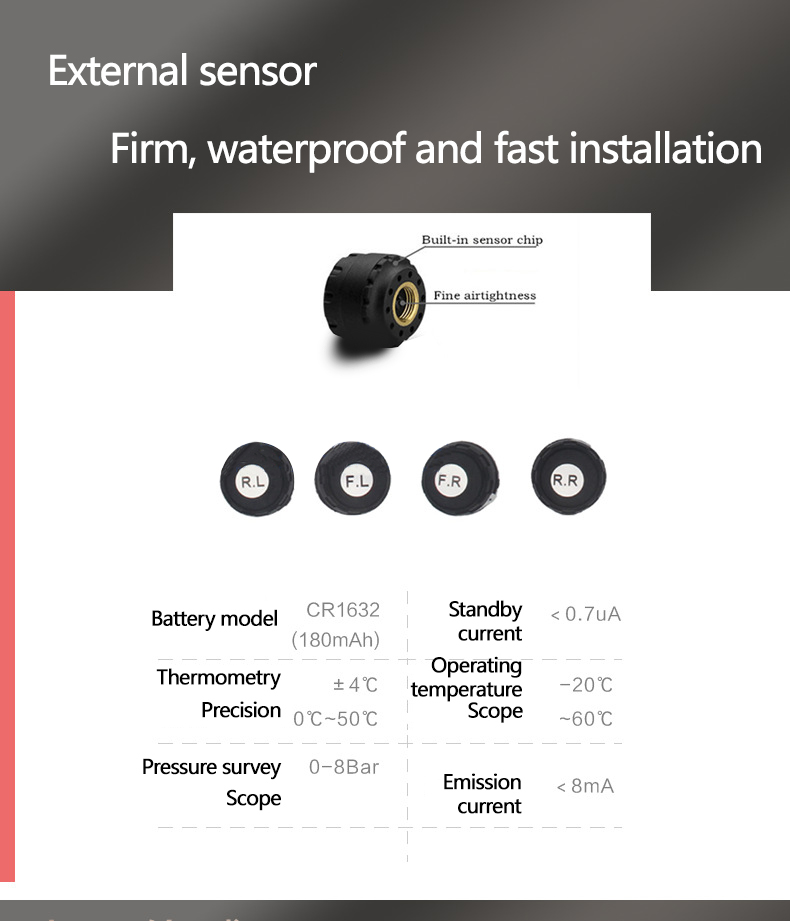 External sensor
Firm, waterproof and fast installation
Built-in sensor chip
Fine airtightness
R.L
F.L
F.R
R.R
Battery model
CR1632
(180mAh)
Standby
current
< 0.7uA
Thermometry
Precision
± 4℃
0℃~50℃
Operating
temperature
Scope
−20℃
~60℃
Pressure survey
Scope
0−8Bar
Emission
current
< 8mA